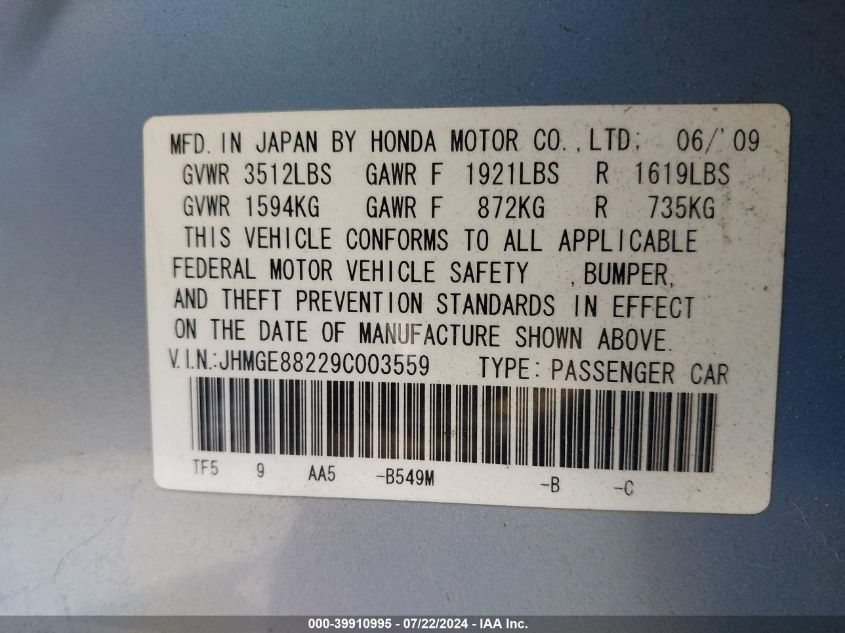 MFD. IN JAPAN BY HONDA MOTOR CO., LTD. 06/'09
GVWR 3512LBS GAWR F 1921LBS R 1619LBS
GVWR 1594KG GAWR F 872KG R 735KG
THIS VEHICLE CONFORMS TO ALL APPLICABLE
FEDERAL MOTOR VEHICLE SAFETY , BUMPER,
AND THEFT PREVENTION STANDARDS IN EFFECT
ON THE DATE OF MANUFACTURE SHOWN ABOVE.
V.I.N.:JHMGE88229C003559 TYPE: PASSENGER CAR
TF5 9 AA5 -B549M -B -C
000-39910995 - 07/22/2024 - IAA Inc.